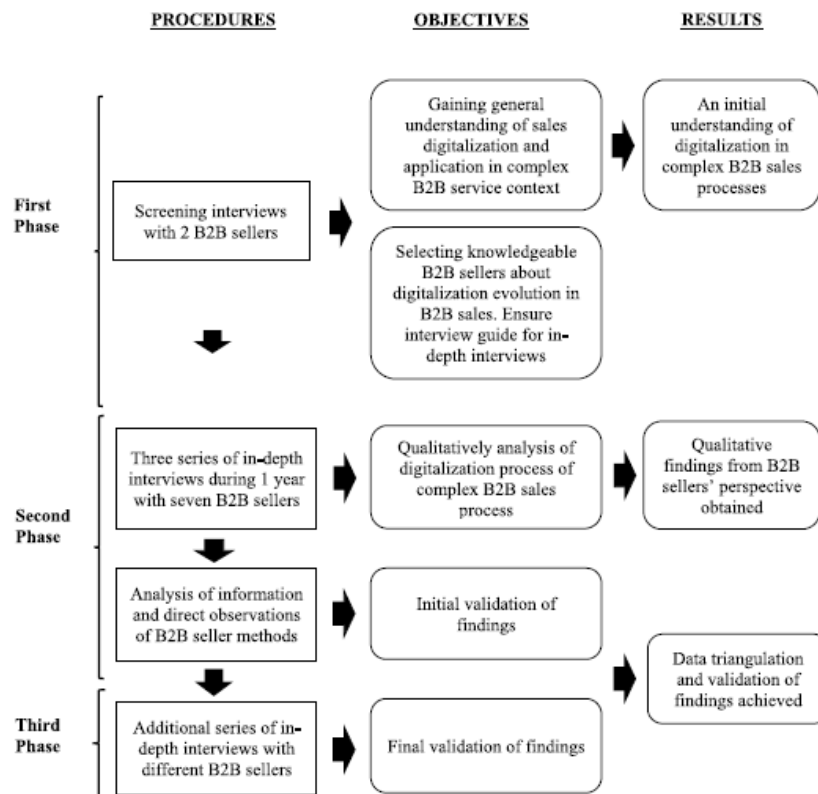 PROCEDURES
OBJECTIVES
RESULTS
First
Phase
Screening interviews
with 2 B2B sellers
Gaining general
understanding of sales
digitalization and
application in complex
B2B service context
An initial
understanding of
digitalization in
complex B2B sales
processes
Selecting knowledgeable
B2B sellers about
digitalization evolution in
B2B sales. Ensure
interview guide for in-
depth interviews
Second
Phase
Three series of in-depth
interviews during 1 year
with seven B2B sellers
Qualitatively analysis of
digitalization process of
complex B2B sales
process
Qualitative
findings from B2B
sellers’ perspective
obtained
Analysis of information
and direct observations
of B2B seller methods
Initial validation of
findings
Data triangulation
and validation of
findings achieved
Third
Phase
Additional series of in-
depth interviews with
different B2B sellers
Final validation of findings